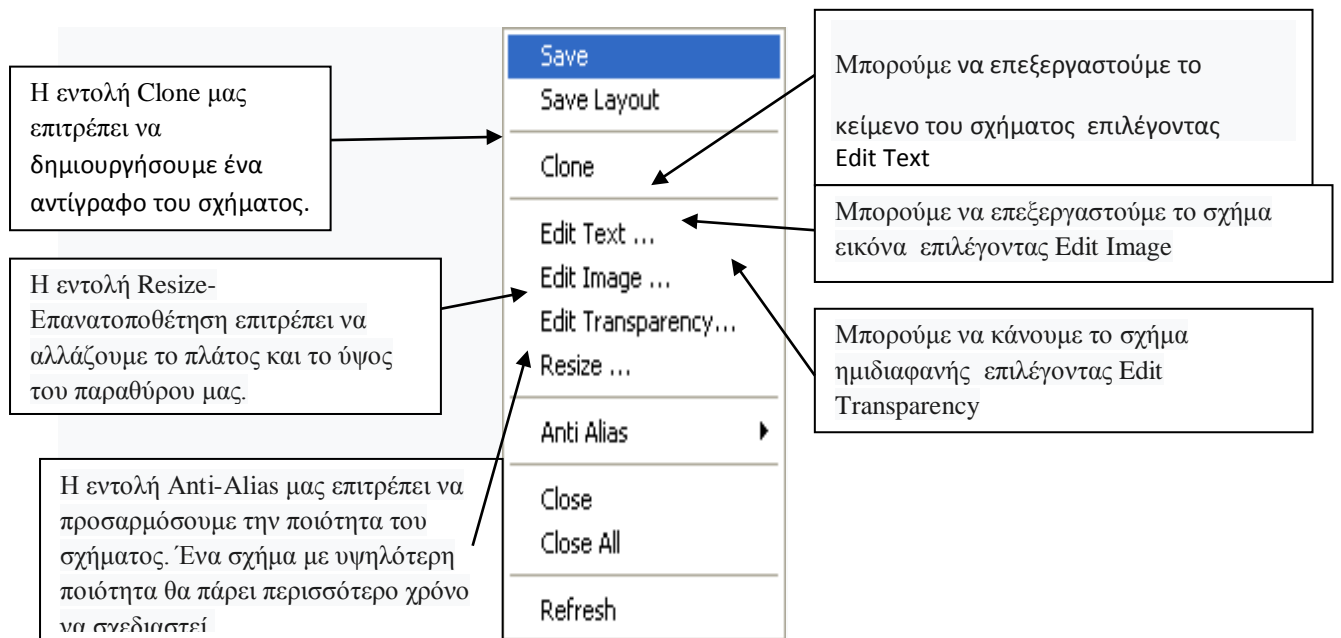 Η εντολή Clone μας
επιτρέπει να
δημιουργήσουμε ένα
αντίγραφο του σχήματος.
Η εντολή Resize-
Επανατοποθέτηση επιτρέπει να
αλλάζουμε το πλάτος και το ύψος
του παραθύρου μας.
Η εντολή Anti-Alias μας επιτρέπει να
προσαρμόσουμε την ποιότητα του
σχήματος. Ένα σχήμα με υψηλότερη
ποιότητα θα πάρει περισσότερο χρόνο
να σχεδιαστεί
Save
Save Layout
Clone
Edit Text ...
Edit Image ...
Edit Transparency...
Resize ...
Anti Alias
Close
Close All
Refresh
Μπορούμε να επεξεργαστούμε το
κείμενο του σχήματος επιλέγοντας
Edit Text
Μπορούμε να επεξεργαστούμε το σχήμα
εικόνα επιλέγοντας Edit Image
Μπορούμε να κάνουμε το σχήμα
ημιδιαφανής επιλέγοντας Edit
Transparency